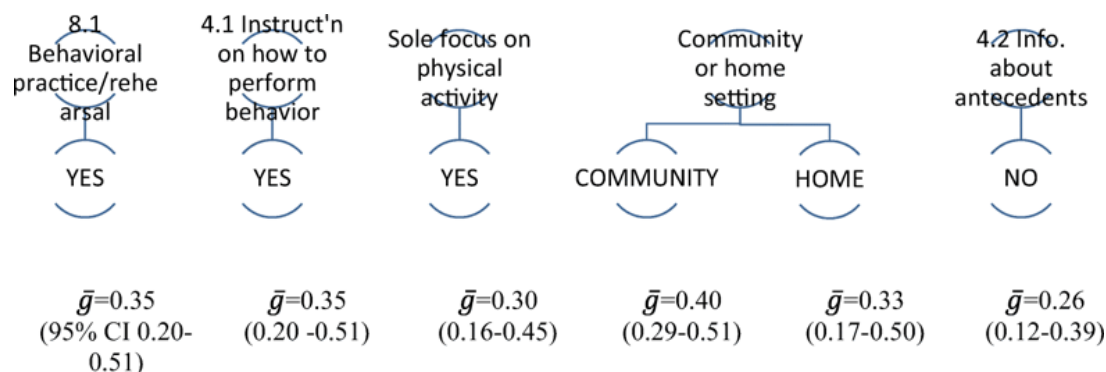 8.1
Behavioral
practice/rehe
arsal
YES
4.1 Instruct'n
on how to
perform
behavior
YES
Sole focus on
physical
activity
YES
Community
or home
setting
COMMUNITY
HOME
4.2 Info.
about
antecedents
NO
ḡ=0.35
(95% CI 0.20-
0.51)
ḡ=0.35
(0.20 -0.51)
ḡ=0.30
(0.16-0.45)
ḡ=0.40
(0.29-0.51)
ḡ=0.33
(0.17-0.50)
ḡ=0.26
(0.12-0.39)